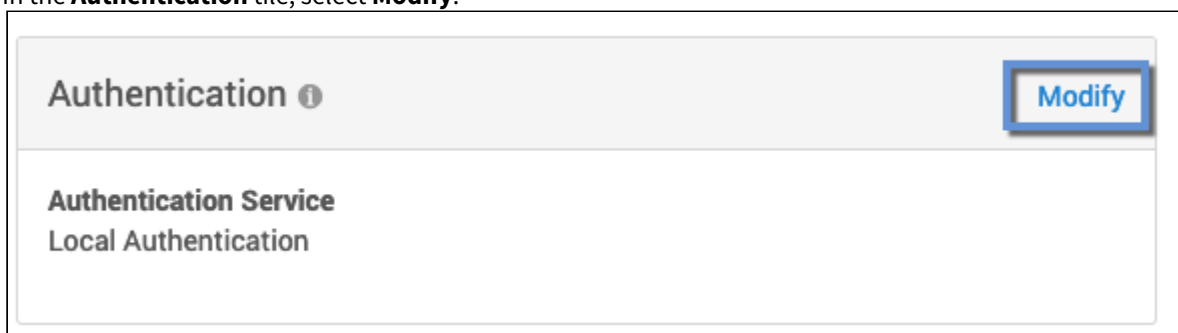 In the Authentication tile, select Modify.
Authentication
Modify
Authentication Service
Local Authentication